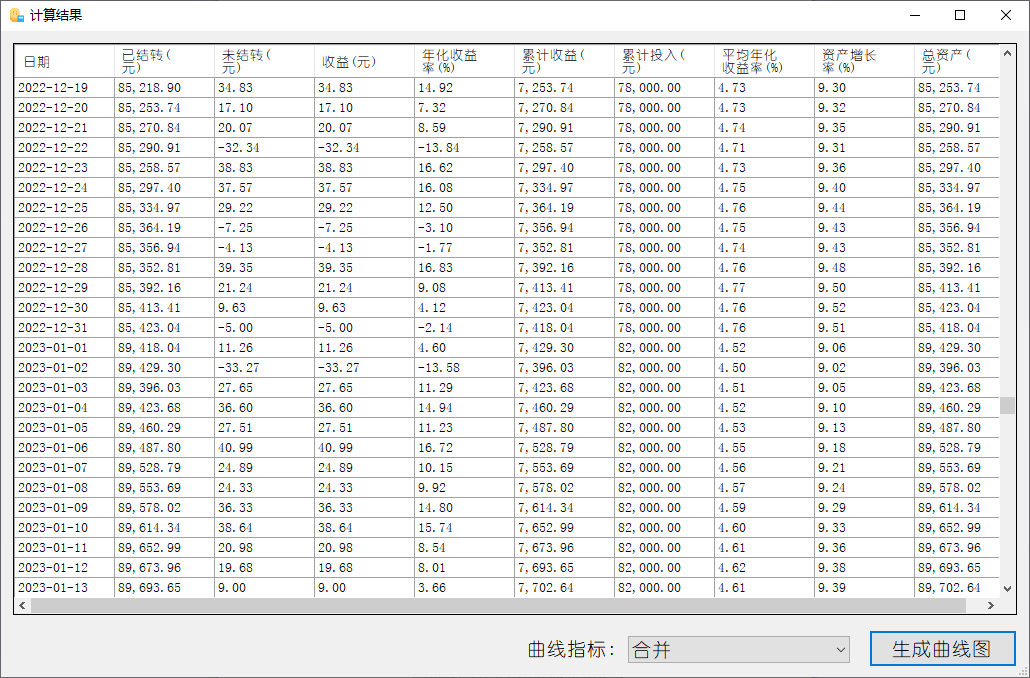 计算结果
日期 已结转(元) 未结转(元) 收益(元) 年化收益率(%) 累计收益(元) 累计投入(元) 平均年化收益率(%) 资产增长率(%) 总资产(元)
2022-12-19 85,218.90 34.83 34.83 14.92 7,253.74 78,000.00 4.73 9.30 85,253.74
2022-12-20 85,253.74 17.10 17.10 7.32 7,270.84 78,000.00 4.73 9.32 85,270.84
2022-12-21 85,270.84 20.07 20.07 8.59 7,290.91 78,000.00 4.74 9.35 85,290.91
2022-12-22 85,290.91 -32.34 -32.34 -13.84 7,258.57 78,000.00 4.71 9.31 85,258.57
2022-12-23 85,258.57 38.83 38.83 16.62 7,297.40 78,000.00 4.73 9.36 85,297.40
2022-12-24 85,297.40 37.57 37.57 16.08 7,334.97 78,000.00 4.75 9.40 85,334.97
2022-12-25 85,334.97 29.22 29.22 12.50 7,364.19 78,000.00 4.76 9.44 85,364.19
2022-12-26 85,364.19 -7.25 -7.25 -3.10 7,356.94 78,000.00 4.75 9.43 85,356.94
2022-12-27 85,356.94 -4.13 -4.13 -1.77 7,352.81 78,000.00 4.74 9.43 85,352.81
2022-12-28 85,352.81 39.35 39.35 16.83 7,392.16 78,000.00 4.76 9.48 85,392.16
2022-12-29 85,392.16 21.24 21.24 9.08 7,413.41 78,000.00 4.77 9.50 85,413.41
2022-12-30 85,413.41 9.63 9.63 4.12 7,423.04 78,000.00 4.76 9.52 85,423.04
2022-12-31 85,423.04 -5.00 -5.00 -2.14 7,418.04 78,000.00 4.76 9.51 85,418.04
2023-01-01 89,418.04 11.26 11.26 4.60 7,429.30 82,000.00 4.52 9.06 89,429.30
2023-01-02 89,429.30 -33.27 -33.27 -13.58 7,396.03 82,000.00 4.50 9.02 89,396.03
2023-01-03 89,396.03 27.65 27.65 11.29 7,423.68 82,000.00 4.51 9.05 89,423.68
2023-01-04 89,423.68 36.60 36.60 14.94 7,460.29 82,000.00 4.52 9.10 89,460.29
2023-01-05 89,460.29 27.51 27.51 11.23 7,487.80 82,000.00 4.53 9.13 89,487.80
2023-01-06 89,487.80 40.99 40.99 16.72 7,528.79 82,000.00 4.55 9.18 89,528.79
2023-01-07 89,528.79 24.89 24.89 10.15 7,553.69 82,000.00 4.56 9.21 89,553.69
2023-01-08 89,553.69 24.33 24.33 9.92 7,578.02 82,000.00 4.57 9.24 89,578.02
2023-01-09 89,578.02 36.33 36.33 14.80 7,614.34 82,000.00 4.59 9.29 89,614.34
2023-01-10 89,614.34 38.64 38.64 15.74 7,652.99 82,000.00 4.60 9.33 89,652.99
2023-01-11 89,652.99 20.98 20.98 8.54 7,673.96 82,000.00 4.61 9.36 89,673.96
2023-01-12 89,673.96 19.68 19.68 8.01 7,693.65 82,000.00 4.62 9.38 89,693.65
2023-01-13 89,693.65 9.00 9.00 3.66 7,702.64 82,000.00 4.61 9.39 89,702.64
曲线指标: 合并 生成曲线图